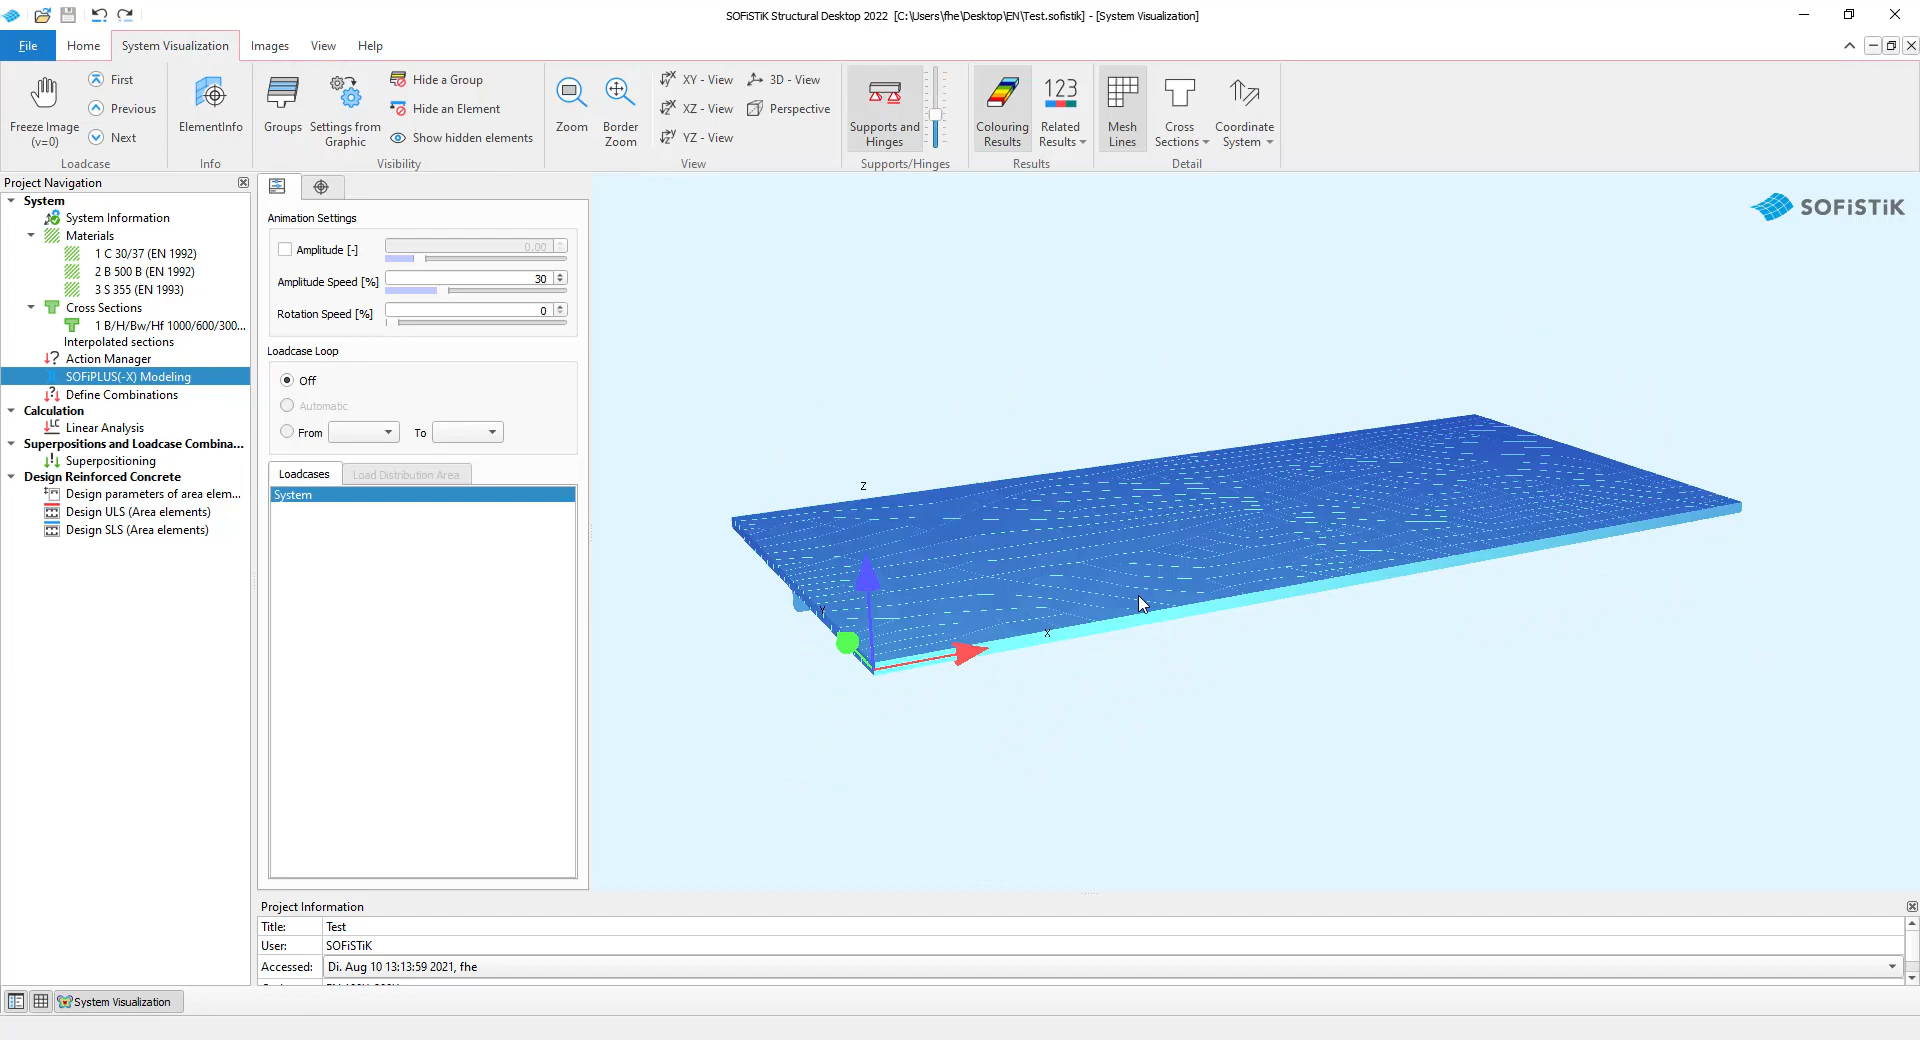 SOFiSTiK Structural Desktop 2022 [C:\Users\fhe\Desktop\EN\Test.sofistik] - [System Visualization]
File Home System Visualization Images View Help
Freeze Image (v=0)
First
Previous
Next
Loadcase
ElementInfo
Info
Groups
Settings from Graphic
Hide a Group
Hide an Element
Show hidden elements
Visibility
Zoom
Border Zoom
XY - View
XZ - View
YZ - View
3D - View
Perspective
View
Supports and Hinges
Supports/Hinges
Colouring Results
123
Related Results
Results
Mesh Lines
Cross Sections
Coordinate System
Detail
Project Navigation
System
System Information
Materials
1 C 30/37 (EN 1992)
2 B 500 B (EN 1992)
3 S 355 (EN 1993)
Cross Sections
1 B/H/Bw/Hf 1000/600/300...
Interpolated sections
Action Manager
SOFiPLUS(-X) Modeling
Define Combinations
Calculation
Linear Analysis
Superpositions and Loadcase Combina...
Superpositioning
Design Reinforced Concrete
Design parameters of area elem...
Design ULS (Area elements)
Design SLS (Area elements)
Animation Settings
Amplitude [-] 0.00
Amplitude Speed [%] 30
Rotation Speed [%] 0
Loadcase Loop
Off
Automatic
From To
Loadcases Load Distribution Area
System
SOFiSTiK
Z
Y
X
Project Information
Title: Test
User: SOFiSTiK
Accessed: Di. Aug 10 13:13:59 2021, fhe
System Visualization